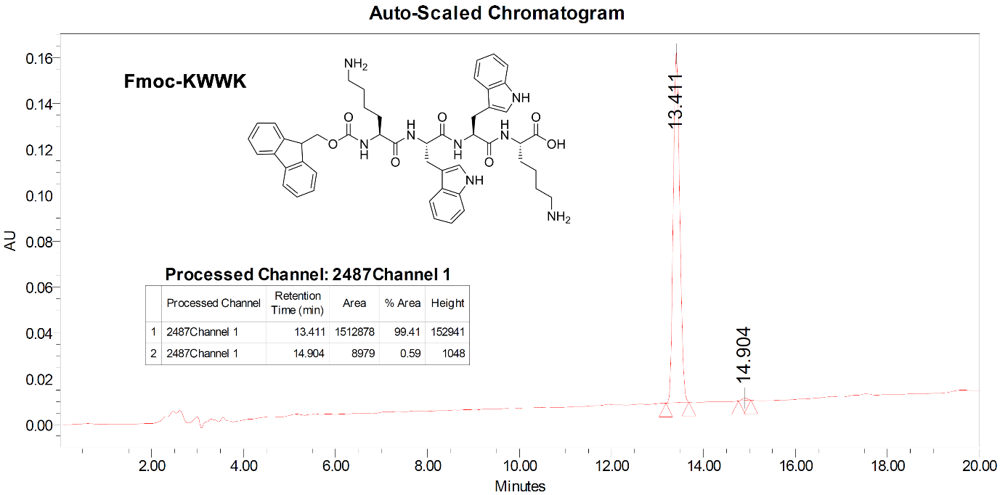 Auto-Scaled Chromatogram
Fmoc-KWWK
NH2
NH
O
O
H
N
O
H
N
O
O
OH
O
N
H
O
N
H
O
NH
NH2
0.16
0.14
0.12
0.10
0.08
0.06
0.04
0.02
0.00
AU
13.411
14.904
Processed Channel: 2487Channel 1
Processed Channel Retention Time (min) Area % Area Height
1 2487Channel 1 13.411 1512878 99.41 152941
2 2487Channel 1 14.904 8979 0.59 1048
2.00 4.00 6.00 8.00 10.00 12.00 14.00 16.00 18.00 20.00
Minutes